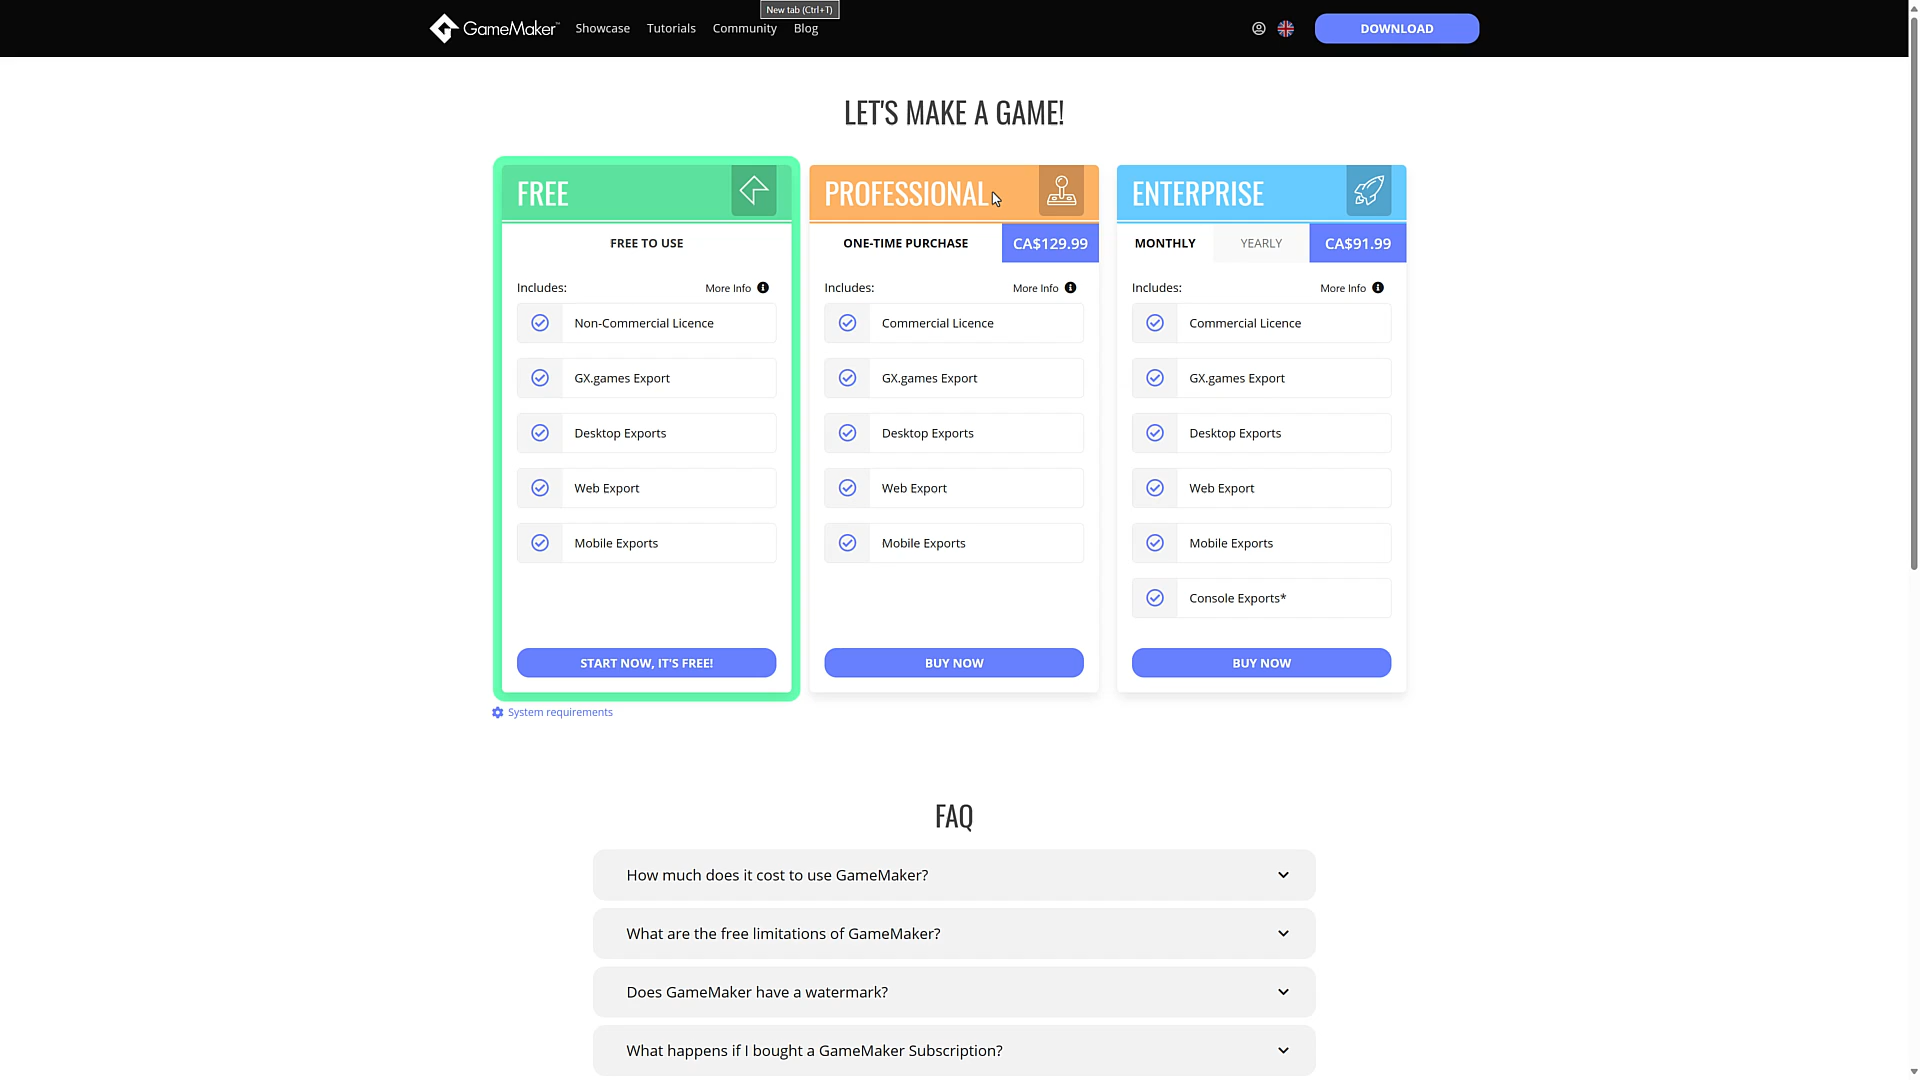 New tab (Ctrl+T)
GameMaker™ Showcase Tutorials Community Blog DOWNLOAD
LET'S MAKE A GAME!
FREE
FREE TO USE
Includes: More Info
Non-Commercial Licence
GX.games Export
Desktop Exports
Web Export
Mobile Exports
START NOW, IT'S FREE!
PROFESSIONAL
ONE-TIME PURCHASE CA$129.99
Includes: More Info
Commercial Licence
GX.games Export
Desktop Exports
Web Export
Mobile Exports
BUY NOW
ENTERPRISE
MONTHLY YEARLY CA$91.99
Includes: More Info
Commercial Licence
GX.games Export
Desktop Exports
Web Export
Mobile Exports
Console Exports*
BUY NOW
System requirements
FAQ
How much does it cost to use GameMaker?
What are the free limitations of GameMaker?
Does GameMaker have a watermark?
What happens if I bought a GameMaker Subscription?